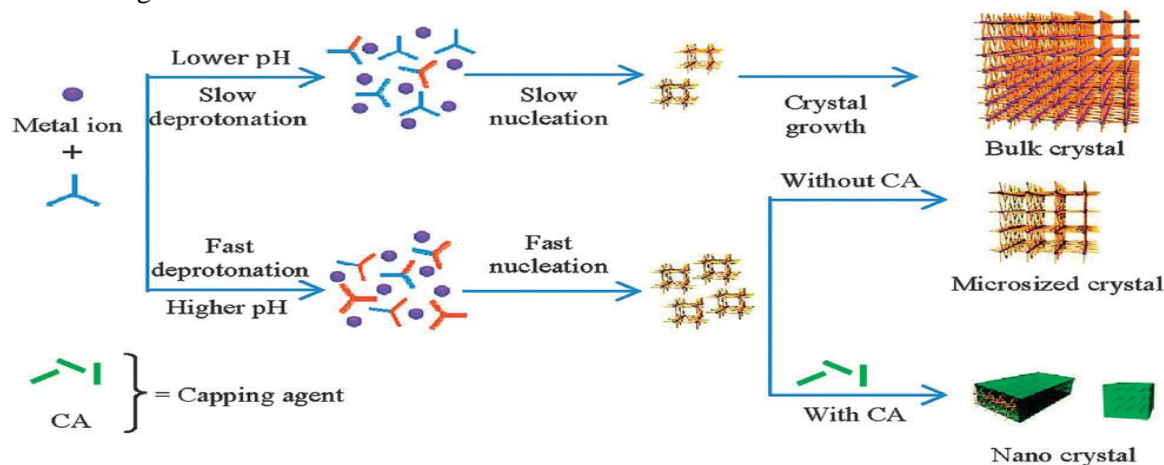 Metal ion
+
Lower pH
Slow
deprotonation
Slow
nucleation
Crystal
growth
Bulk crystal
Fast
deprotonation
Higher pH
Fast
nucleation
Without CA
Microsized crystal
With CA
Nano crystal
CA
= Capping agent